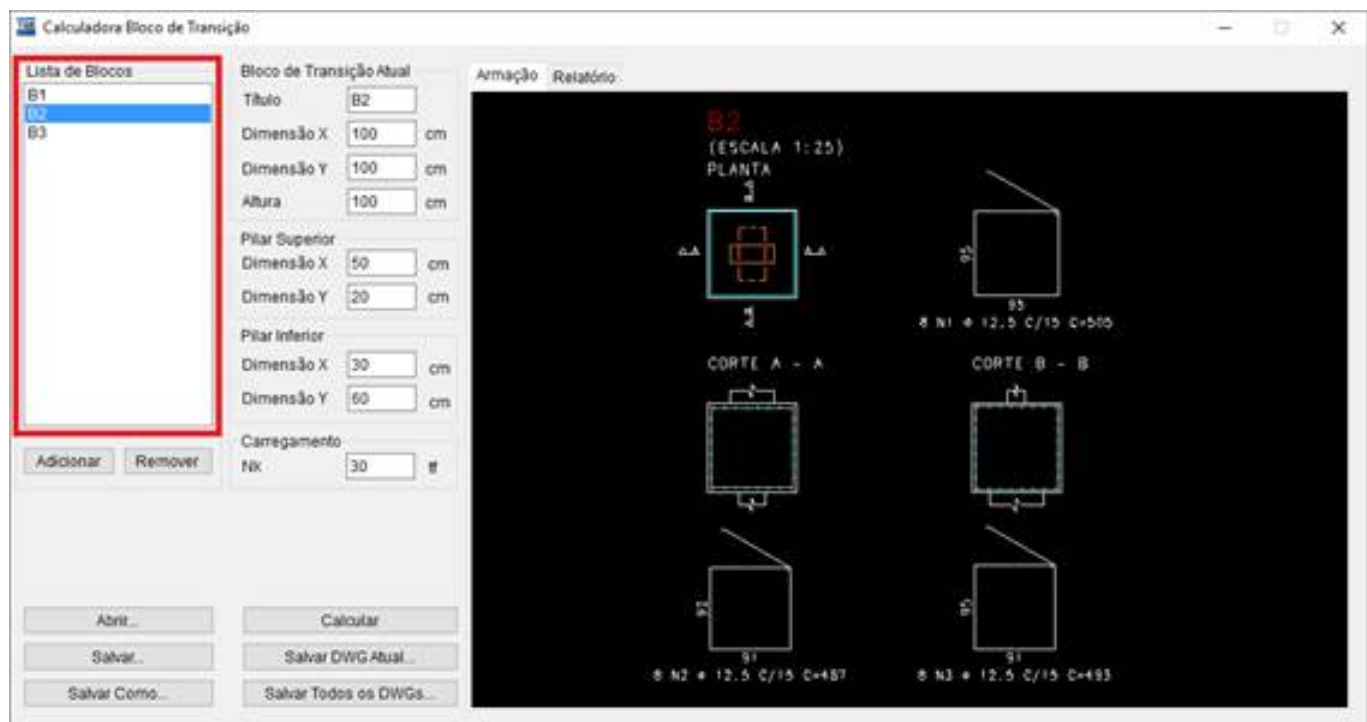 Calculadora Bloco de Transição
Lista de Blocos
B1
B2
B3
Adicionar
Remover
Abrir...
Salvar...
Salvar Como...
Bloco de Transição Atual
Título
B2
Dimensão X
100
cm
Dimensão Y
100
cm
Altura
100
cm
Pilar Superior
Dimensão X
50
cm
Dimensão Y
20
cm
Pilar Inferior
Dimensão X
30
cm
Dimensão Y
60
cm
Carregamento
Nk
30
tf
Calcular
Salvar DWG Atual...
Salvar Todos os DWGs...
Armação
Relatório
B2
(ESCALA 1:25)
PLANTA
A-A
A-A
95
95
8 N1 ø 12.5 C/15 C=505
CORTE A - A
CORTE B - B
91
8 N2 ø 12.5 C/15 C=487
95
91
8 N3 ø 12.5 C/15 C=493